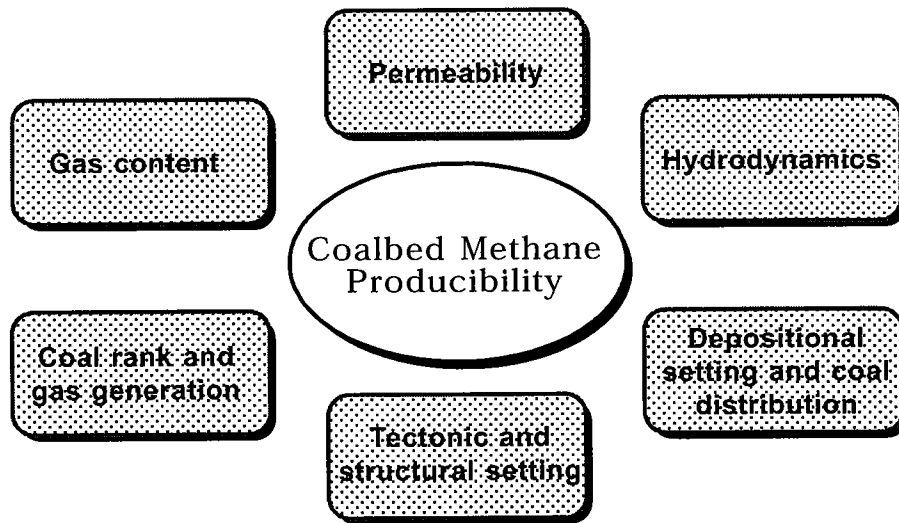 Permeability
Gas content
Hydrodynamics
Coalbed Methane
Producibility
Coal rank and
gas generation
Depositional
setting and coal
distribution
Tectonic and
structural setting